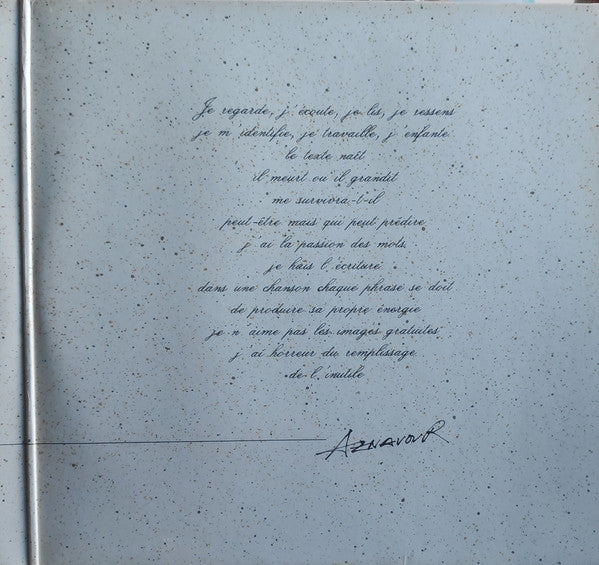 Je regarde, j'écoute, je lis, je ressens
je m'identifie, je travaille, j'enfante
le texte naît
il meurt ou il grandit
me survivra-t-il
peut-être mais qui peut prédire
j'ai la passion des mots
je hais l'écriture
dans une chanson chaque phrase se doit
de produire sa propre énergie
je n'aime pas les images gratuites
j'ai horreur du remplissage
de l'inutile
AZNAVOUR